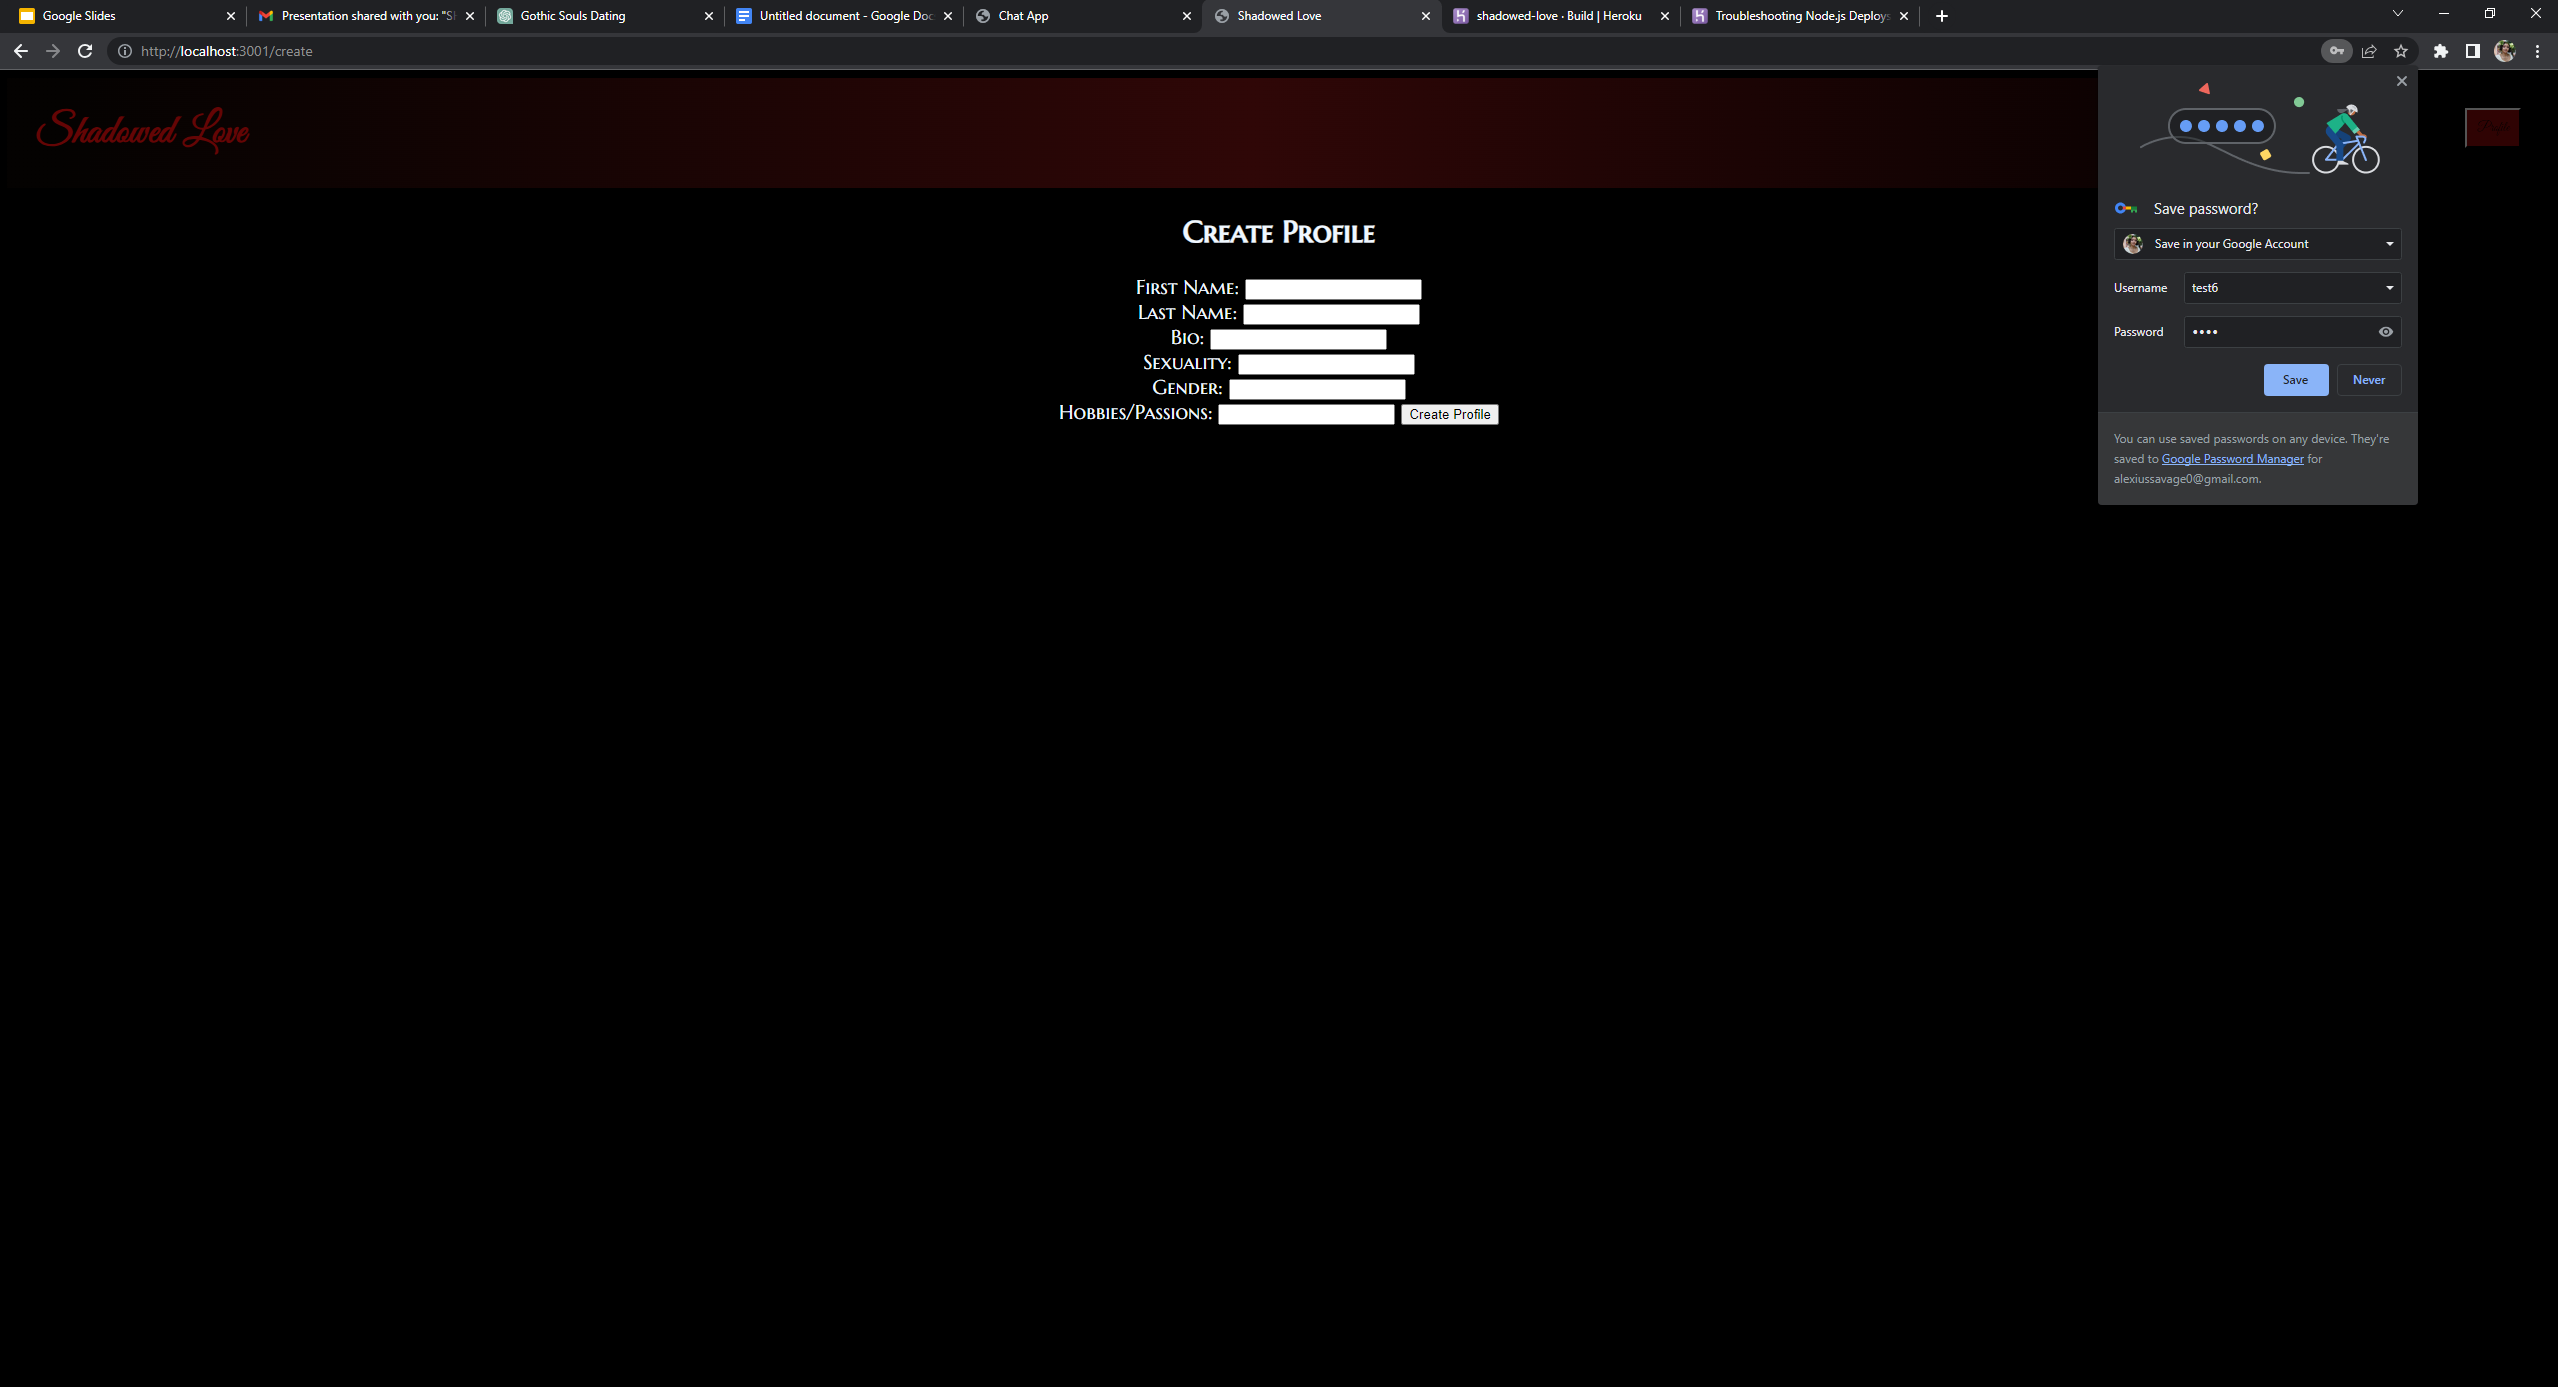 Google Slides
Presentation shared with you: "Sh
Gothic Souls Dating
Untitled document - Google Doc
Chat App
Shadowed Love
shadowed-love · Build | Heroku
Troubleshooting Node.js Deploys
http://localhost:3001/create
Shadowed Love
Create Profile
First Name:
Last Name:
Bio:
Sexuality:
Gender:
Hobbies/Passions: Create Profile
Save password?
Save in your Google Account
Username test6
Password ••••
Save Never
You can use saved passwords on any device. They're
saved to Google Password Manager for
alexiussavage0@gmail.com.